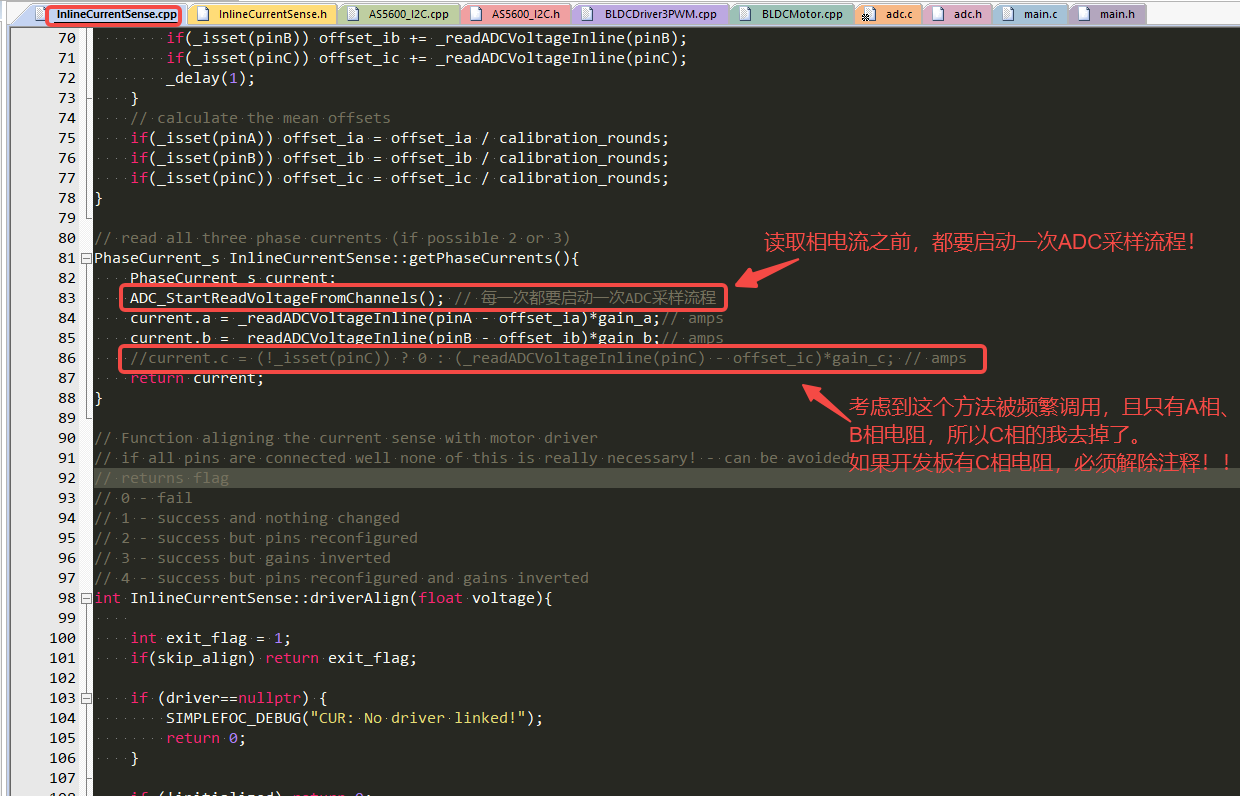 InlineCurrentSense.cpp InlineCurrentSense.h AS5600_I2C.cpp AS5600_I2C.h BLDCDriver3PWM.cpp BLDCMotor.cpp adc.c adc.h main.c main.h
70 if(_isset(pinB)) offset_ib += _readADCVoltageInline(pinB);
71 if(_isset(pinC)) offset_ic += _readADCVoltageInline(pinC);
72 _delay(1);
73 }
74 // calculate the mean offsets
75 if(_isset(pinA)) offset_ia = offset_ia / calibration_rounds;
76 if(_isset(pinB)) offset_ib = offset_ib / calibration_rounds;
77 if(_isset(pinC)) offset_ic = offset_ic / calibration_rounds;
78 }
79
80 // read all three phase currents (if possible 2 or 3)
读取相电流之前，都要启动一次ADC采样流程！
81 PhaseCurrent_s InlineCurrentSense::getPhaseCurrents(){
82 PhaseCurrent_s current;
83 ADC_StartReadVoltageFromChannels(); // 每一次都要启动一次ADC采样流程
84 current.a = _readADCVoltageInline(pinA - offset_ia)*gain_a;// amps
85 current.b = _readADCVoltageInline(pinB - offset_ib)*gain_b;// amps
86 //current.c = (!_isset(pinC)) ? 0 : (_readADCVoltageInline(pinC) - offset_ic)*gain_c; // amps
87 return current;
88 }
89
考虑到这个方法被频繁调用，且只有A相、
B相电阻，所以C相的我去掉了。
如果开发板有C相电阻，必须解除注释！！
90 // Function aligning the current sense with motor driver
91 // if all pins are connected well none of this is really necessary! - can be avoided
92 // returns flag
93 // 0 - fail
94 // 1 - success and nothing changed
95 // 2 - success but pins reconfigured
96 // 3 - success but gains inverted
97 // 4 - success but pins reconfigured and gains inverted
98 int InlineCurrentSense::driverAlign(float voltage){
99
100 int exit_flag = 1;
101 if(skip_align) return exit_flag;
102
103 if (driver==nullptr) {
104 SIMPLEFOC_DEBUG("CUR: No driver linked!");
105 return 0;
106 }
107